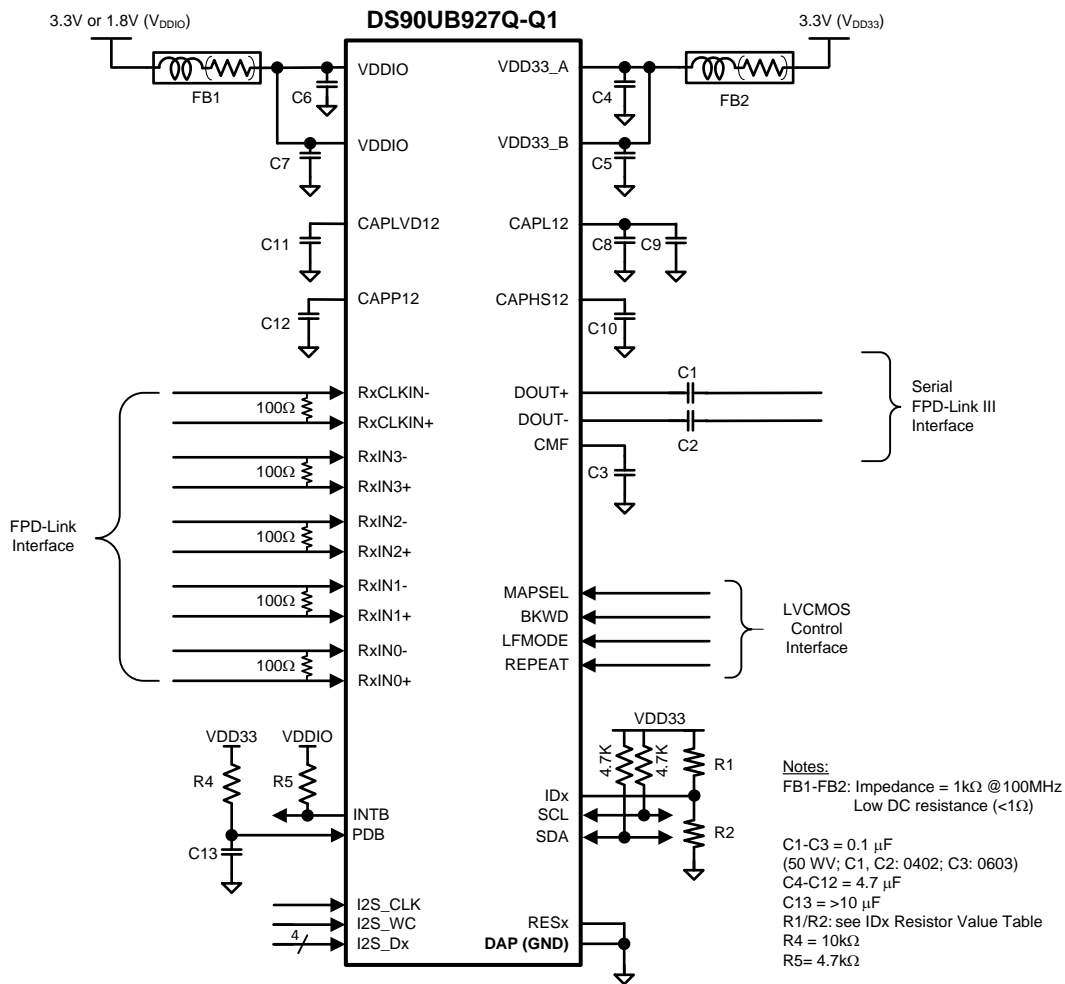 DS90UB927Q-Q1
3.3V or 1.8V (VDDIO)
3.3V (VDD33)
FB1
C6
VDDIO
VDD33_A
C4
FB2
C7
VDDIO
VDD33_B
C5
C11
CAPLVD12
CAPL12
C8
C9
C12
CAPP12
CAPHS12
C10
FPD-Link
Interface
100Ω
RxCLKIN-
RxCLKIN+
100Ω
RxIN3-
RxIN3+
100Ω
RxIN2-
RxIN2+
100Ω
RxIN1-
RxIN1+
100Ω
RxIN0-
RxIN0+
DOUT+
C1
DOUT-
C2
CMF
C3
Serial
FPD-Link III
Interface
MAPSEL
BKWD
LFMODE
REPEAT
LVCMOS
Control
Interface
VDD33
VDDIO
R4
R5
INTB
PDB
C13
VDD33
4.7K
4.7K
R1
IDx
SCL
SDA
R2
I2S_CLK
I2S_WC
4
I2S_Dx
RESx
DAP (GND)
Notes:
FB1-FB2: Impedance = 1kΩ @100MHz
Low DC resistance (<1Ω)
C1-C3 = 0.1 μF
(50 WV; C1, C2: 0402; C3: 0603)
C4-C12 = 4.7 μF
C13 = >10 μF
R1/R2: see IDx Resistor Value Table
R4 = 10kΩ
R5= 4.7kΩ